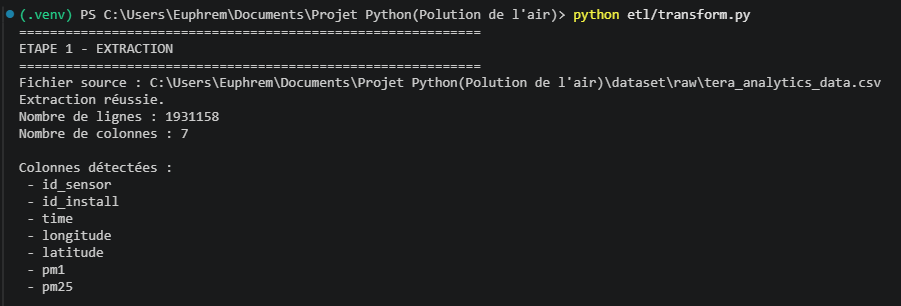 (.venv) PS C:\Users\Euphrem\Documents\Projet Python(Polution de l'air)> python etl/transform.py
============================================================
ETAPE 1 - EXTRACTION
============================================================
Fichier source : C:\Users\Euphrem\Documents\Projet Python(Polution de l'air)\dataset\raw\tera_analytics_data.csv
Extraction réussie.
Nombre de lignes : 1931158
Nombre de colonnes : 7
Colonnes détectées :
- id_sensor
- id_install
- time
- longitude
- latitude
- pm1
- pm25